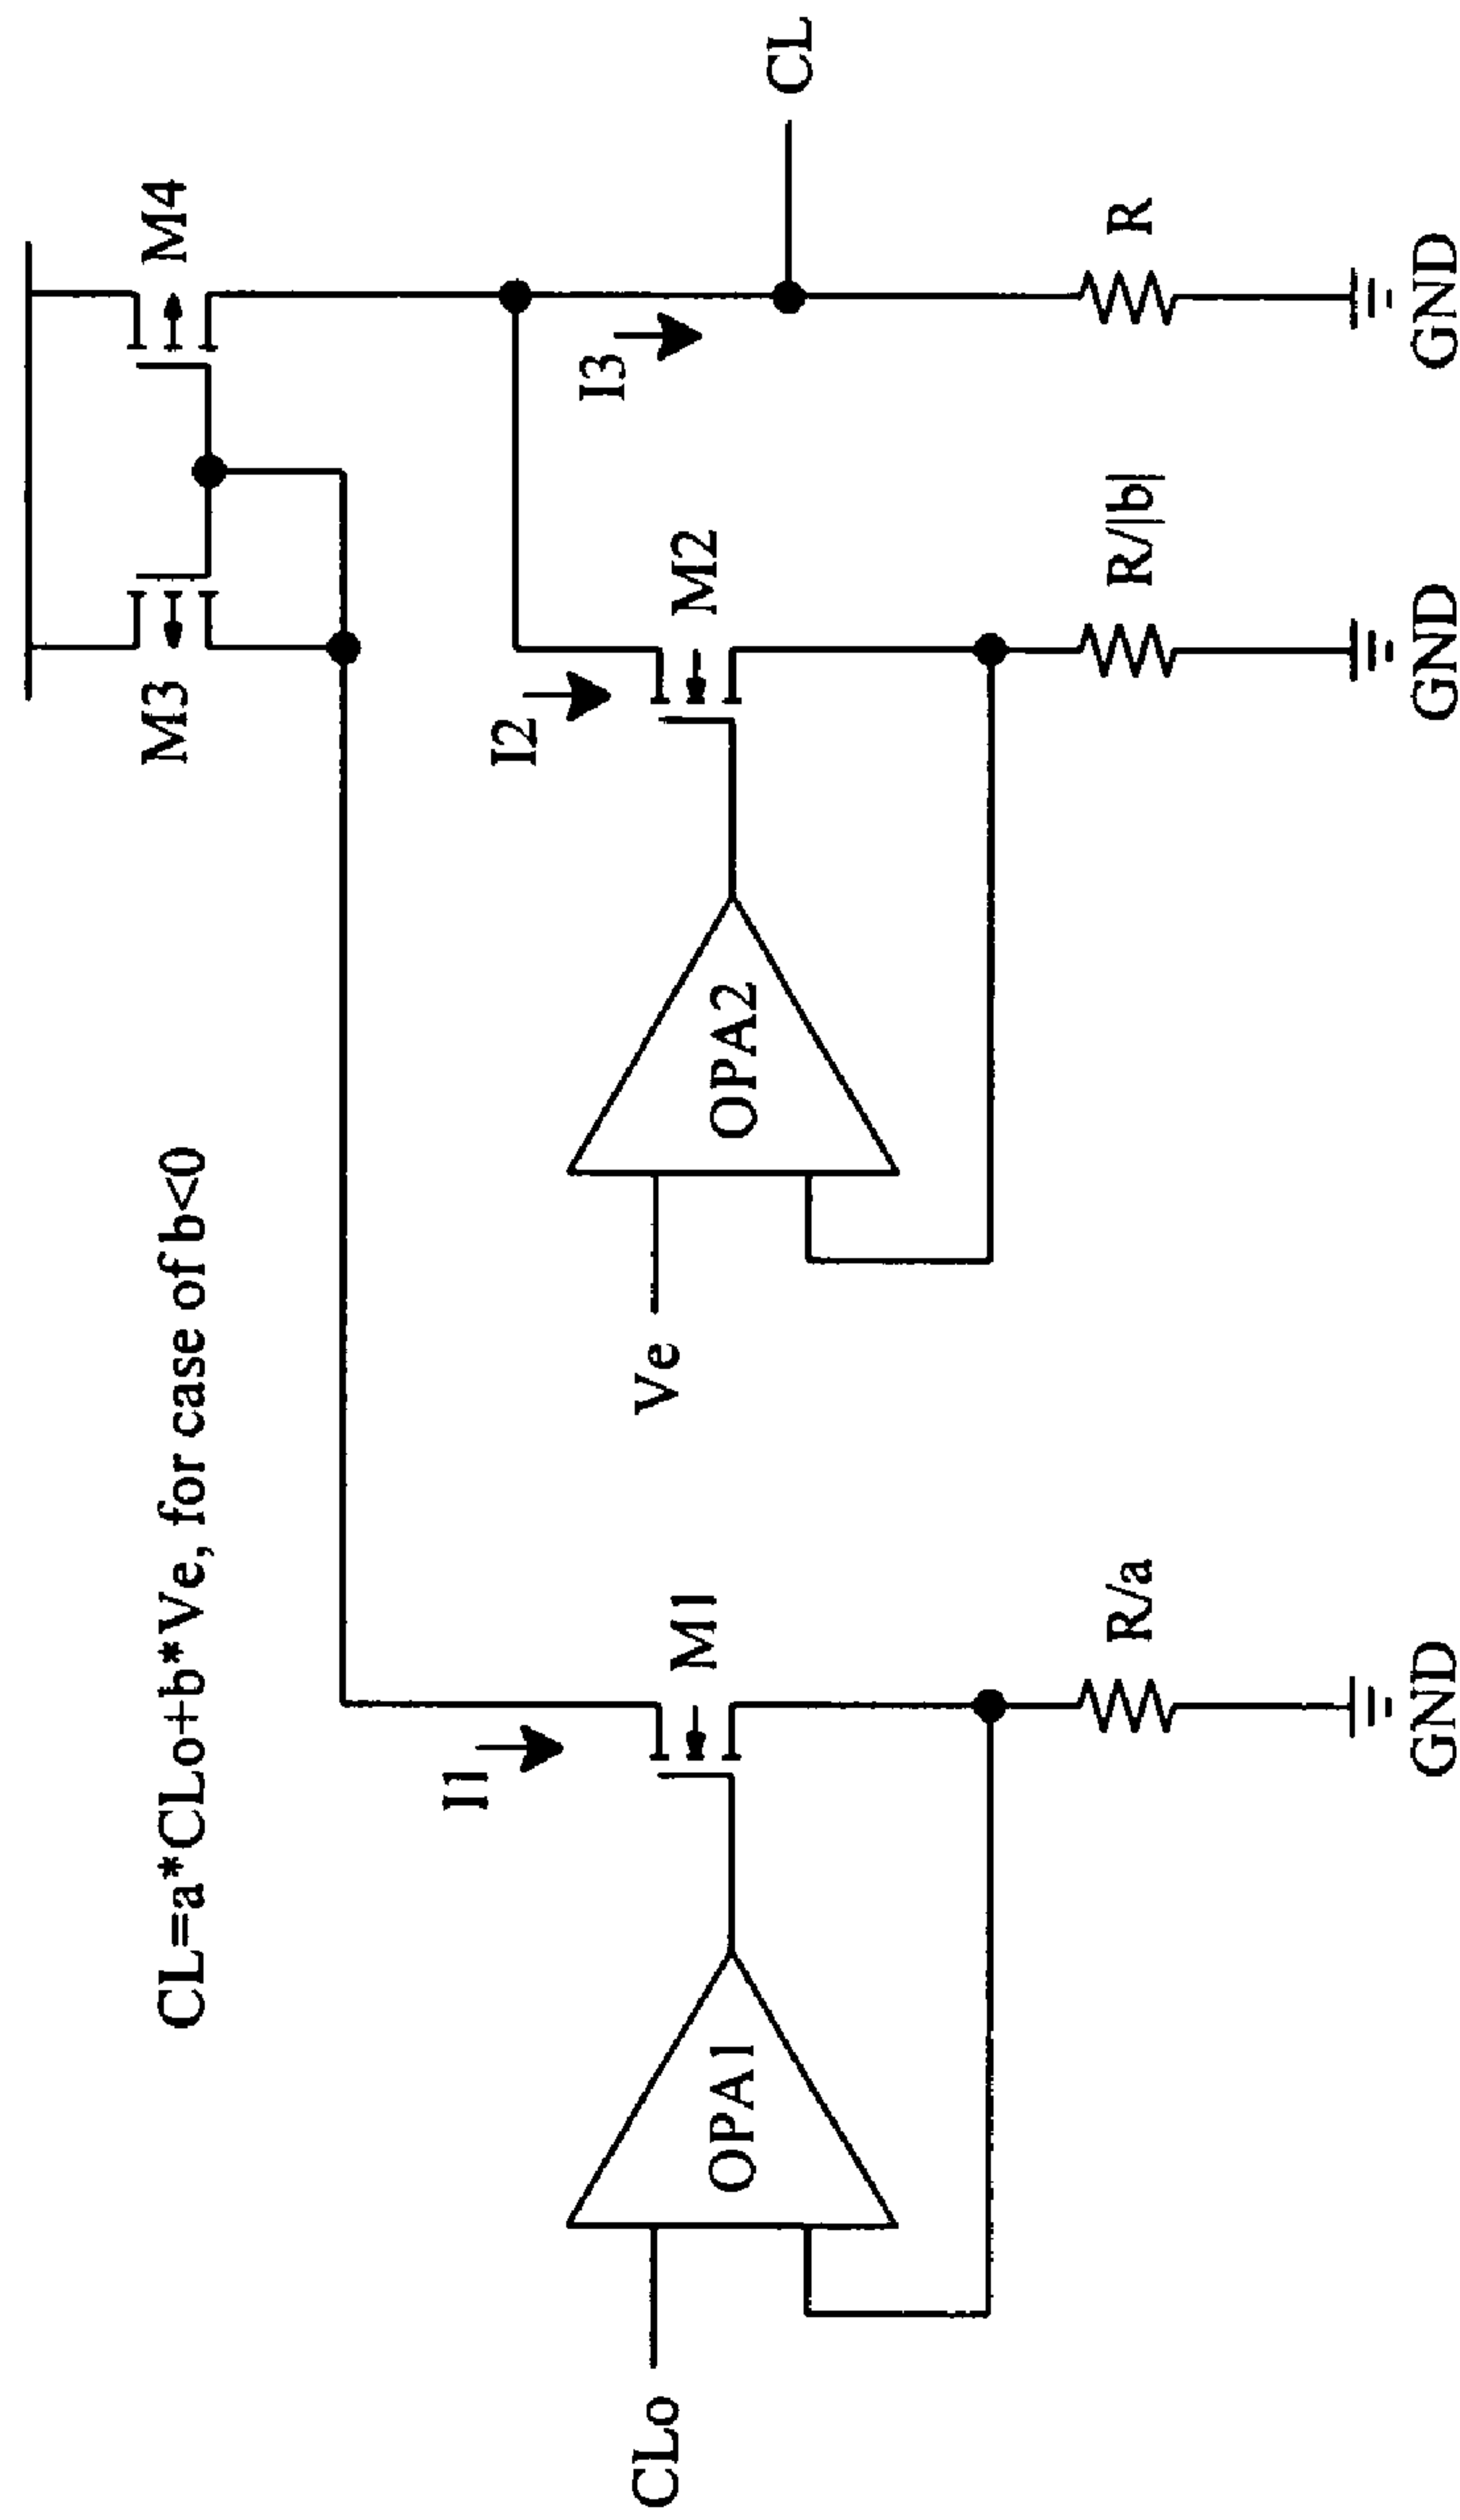 CL=a*CLo+b*Ve, for case of b<0
M3
M4
I1
I2
I3
CLo
OPA1
M1
Ve
OPA2
M2
CL
R/a
R/|b|
R
GND
GND
GND